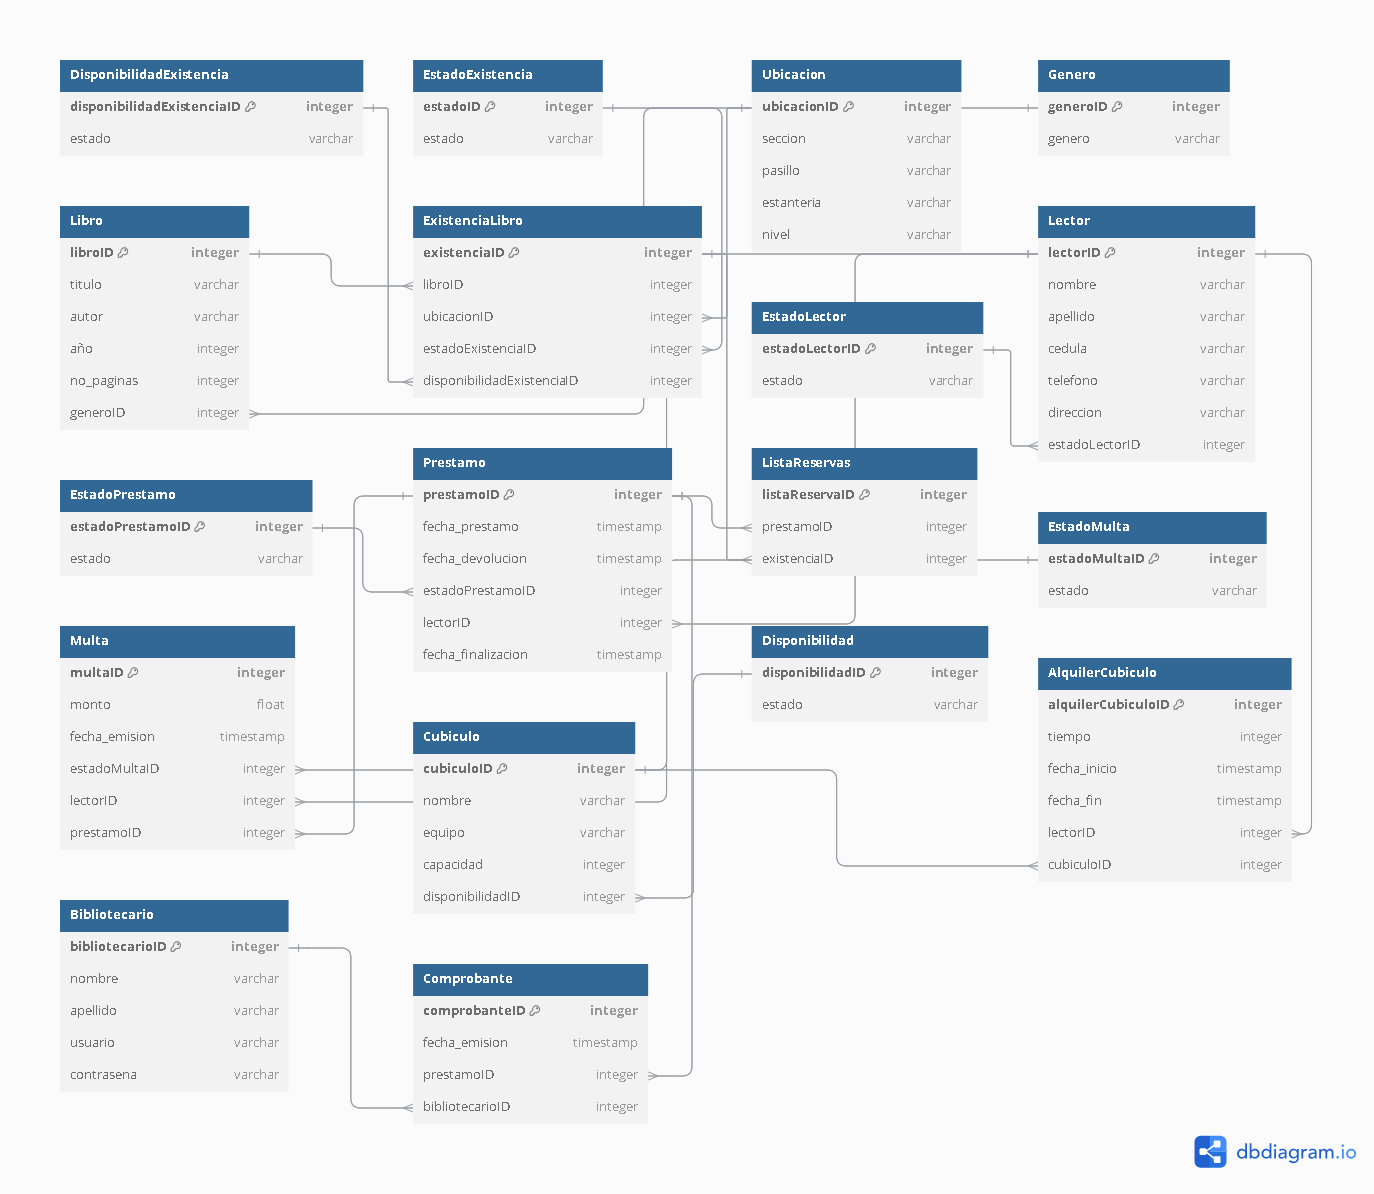 DisponibilidadExistencia
disponibilidadExistenciaID integer
estado varchar
EstadoExistencia
estadoID integer
estado varchar
Ubicacion
ubicacionID integer
seccion varchar
pasillo varchar
estanteria varchar
nivel varchar
Genero
generoID integer
genero varchar
Libro
libroID integer
titulo varchar
autor varchar
año integer
no_paginas integer
generoID integer
ExistenciaLibro
existenciaID integer
libroID integer
ubicacionID integer
estadoExistenciaID integer
disponibilidadExistenciaID integer
Lector
lectorID integer
nombre varchar
apellido varchar
cedula varchar
telefono varchar
direccion varchar
estadoLectorID integer
EstadoLector
estadoLectorID integer
estado varchar
Prestamo
prestamoID integer
fecha_prestamo timestamp
fecha_devolucion timestamp
estadoPrestamoID integer
lectorID integer
fecha_finalizacion timestamp
ListaReservas
listaReservaID integer
prestamoID integer
existenciaID integer
EstadoPrestamo
estadoPrestamoID integer
estado varchar
EstadoMulta
estadoMultaID integer
estado varchar
Multa
multaID integer
monto float
fecha_emision timestamp
estadoMultaID integer
lectorID integer
prestamoID integer
Disponibilidad
disponibilidadID integer
estado varchar
AlquilerCubiculo
alquilerCubiculoID integer
tiempo integer
fecha_inicio timestamp
fecha_fin timestamp
lectorID integer
cubiculoID integer
Cubiculo
cubiculoID integer
nombre varchar
equipo varchar
capacidad integer
disponibilidadID integer
Bibliotecario
bibliotecarioID integer
nombre varchar
apellido varchar
usuario varchar
contrasena varchar
Comprobante
comprobanteID integer
fecha_emision timestamp
prestamoID integer
bibliotecarioID integer
dbdiagram.io